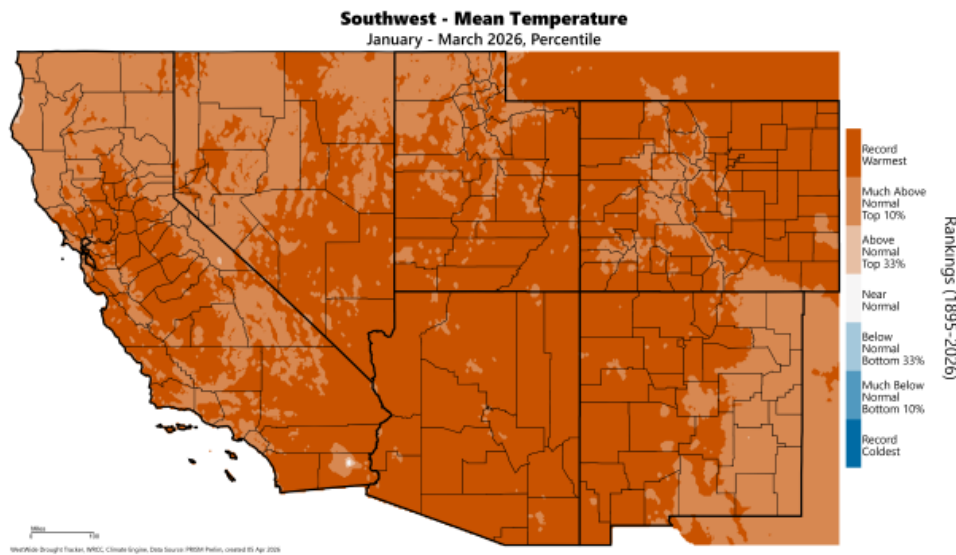 Southwest - Mean Temperature
January - March 2026, Percentile
Record
Warmest
Much Above
Normal
Top 10%
Above
Normal
Top 33%
Near
Normal
Below
Normal
Bottom 33%
Much Below
Normal
Bottom 10%
Record
Coldest
Rankings (1895-2026)
Miles
0 100
WestWide Drought Tracker, WRCC, Climate Engine, Data Source: PRISM Prelim, created 05 Apr 2026